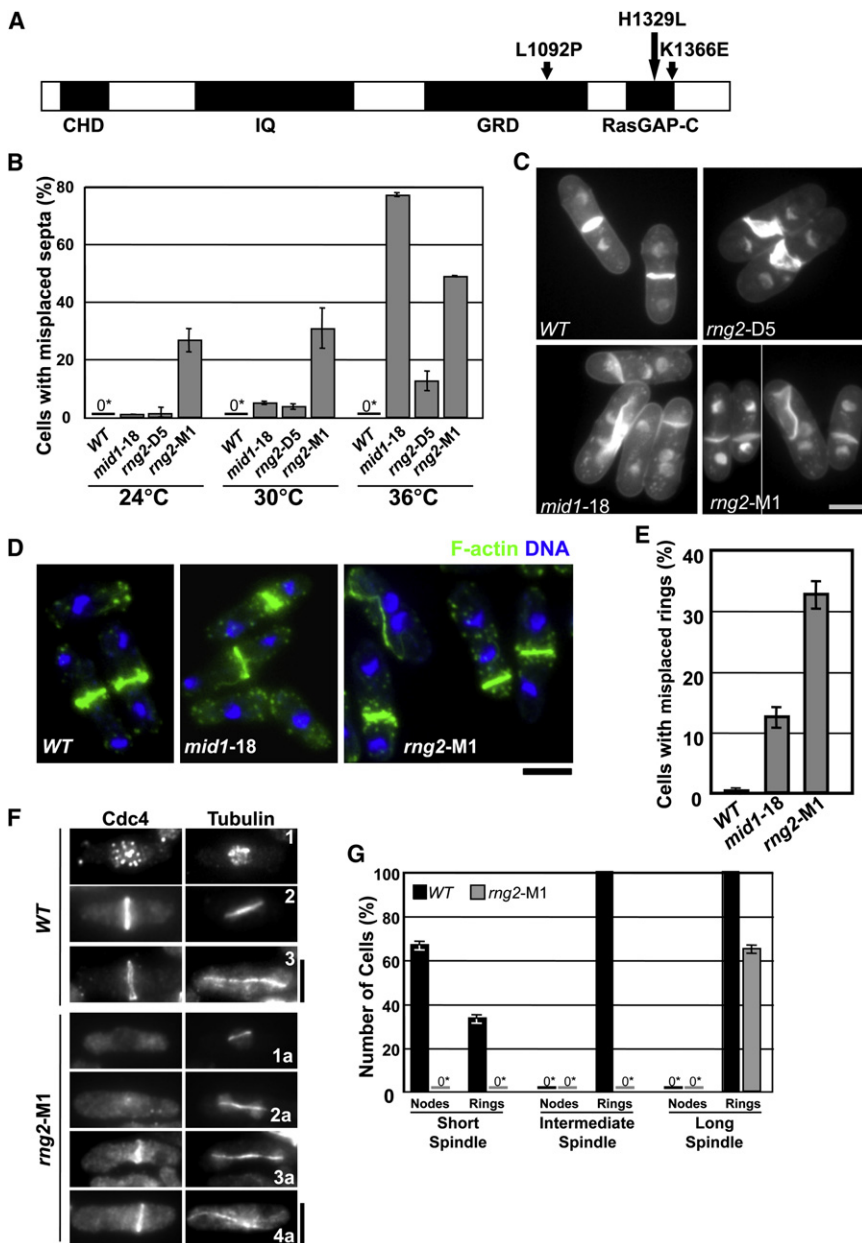 A
H1329L
L1092P
K1366E
CHD IQ GRD RasGAP-C
B
Cells with misplaced septa (%)
80
60
40
20
0
0* 0* 0*
WT mid1-18 rng2-D5 rng2-M1 WT mid1-18 rng2-D5 rng2-M1 WT mid1-18 rng2-D5 rng2-M1
24°C 30°C 36°C
C
WT rng2-D5
mid1-18 rng2-M1
D
F-actin DNA
WT mid1-18 rng2-M1
E
Cells with misplaced rings (%)
40
30
20
10
0
WT mid1-18 rng2-M1
F
Cdc4 Tubulin
WT
1
2
3
rng2-M1
1a
2a
3a
4a
G
Number of Cells (%)
100
80
60
40
20
0
WT rng2-M1
0* 0* 0* 0* 0* 0* 0*
Nodes Rings Nodes Rings Nodes Rings
Short Intermediate Long
Spindle Spindle Spindle